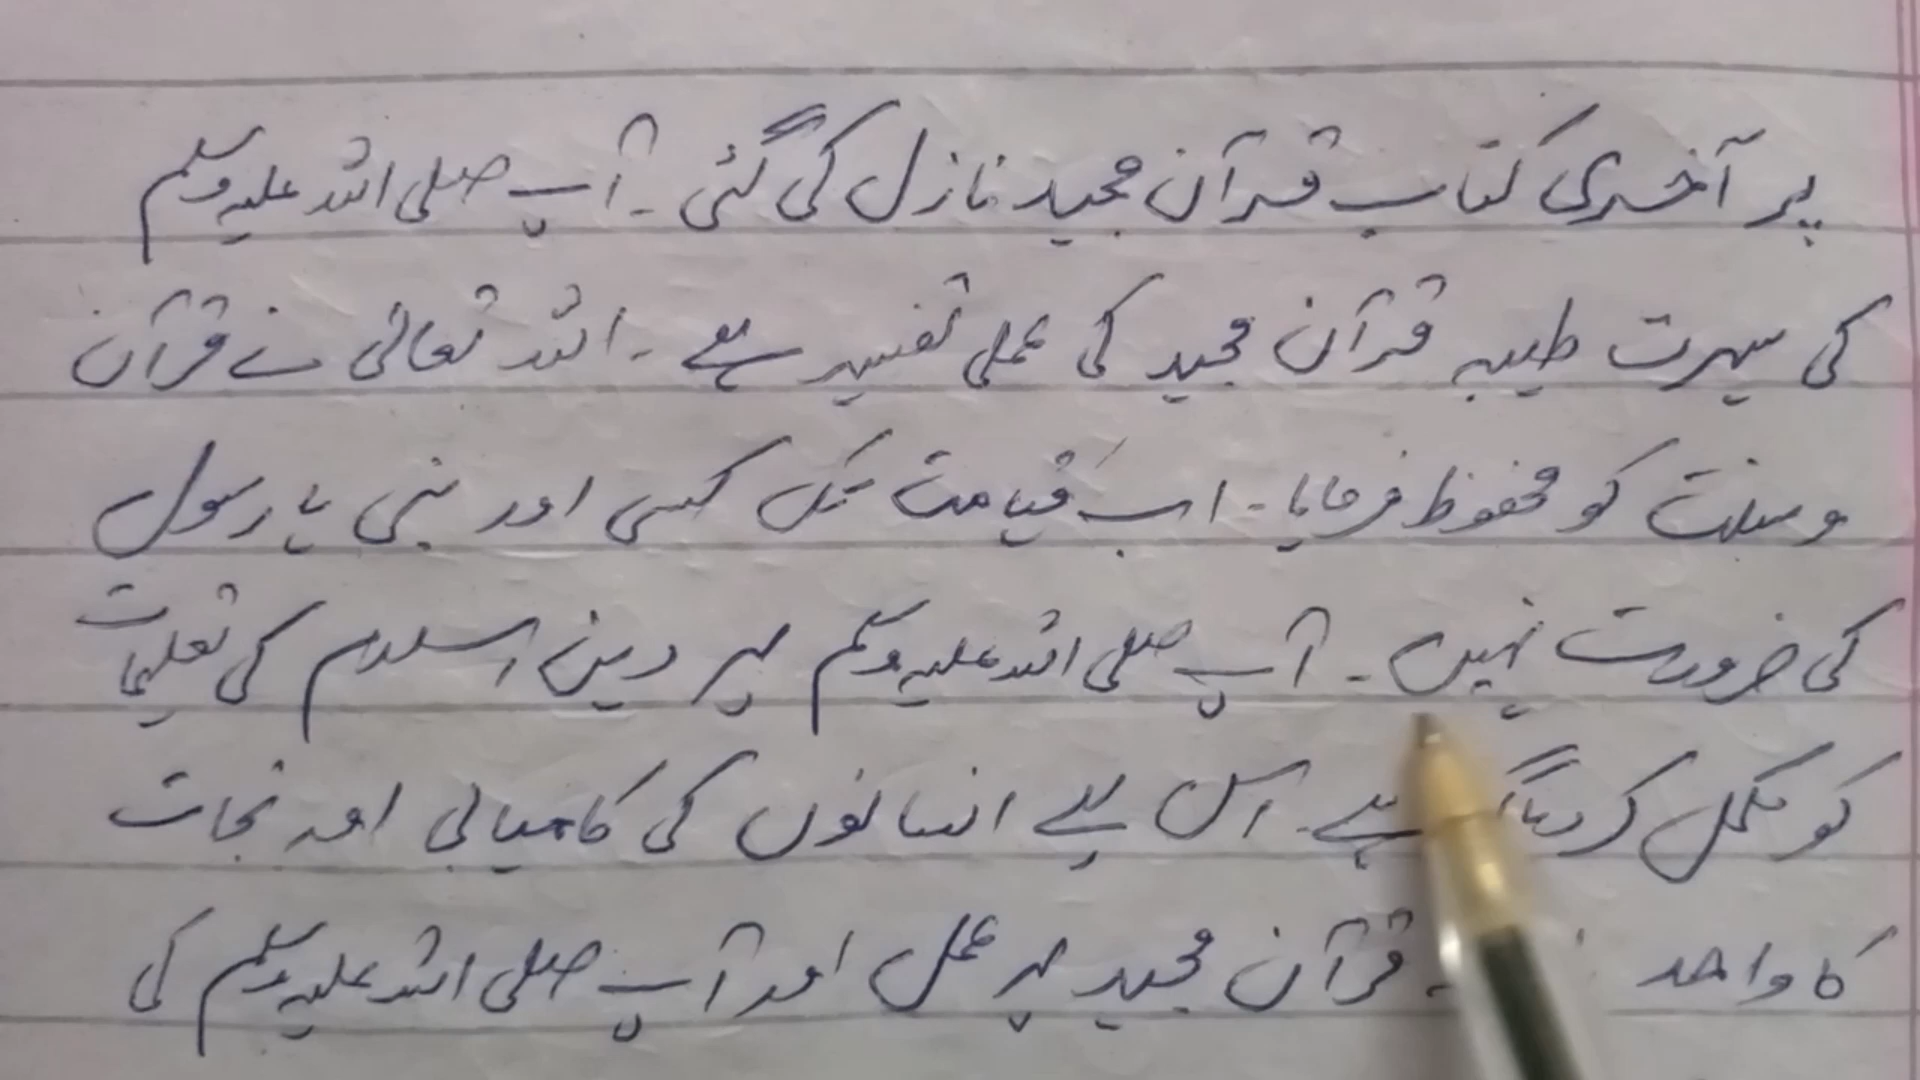 پر آخری کتاب قرآن مجید نازل کی گئی ۔ آپ صلی اللہ علیہ وسلم
کی سیرت طیبہ قرآن مجید کی عملی تفسیر ہے ۔ اللہ تعالیٰ نے قرآن
و سنت کو محفوظ فرمایا ۔ اب قیامت تک کسی اور نبی یا رسول
کی ضرورت نہیں ۔ آپ صلی اللہ علیہ وسلم پر دین اسلام کی تعلیمات
کو مکمل کر دیا ہے ۔ اس لیے انسانوں کی کامیابی اور نجات
کا واحد قرآن مجید پر عمل اور آپ صلی اللہ علیہ وسلم کی